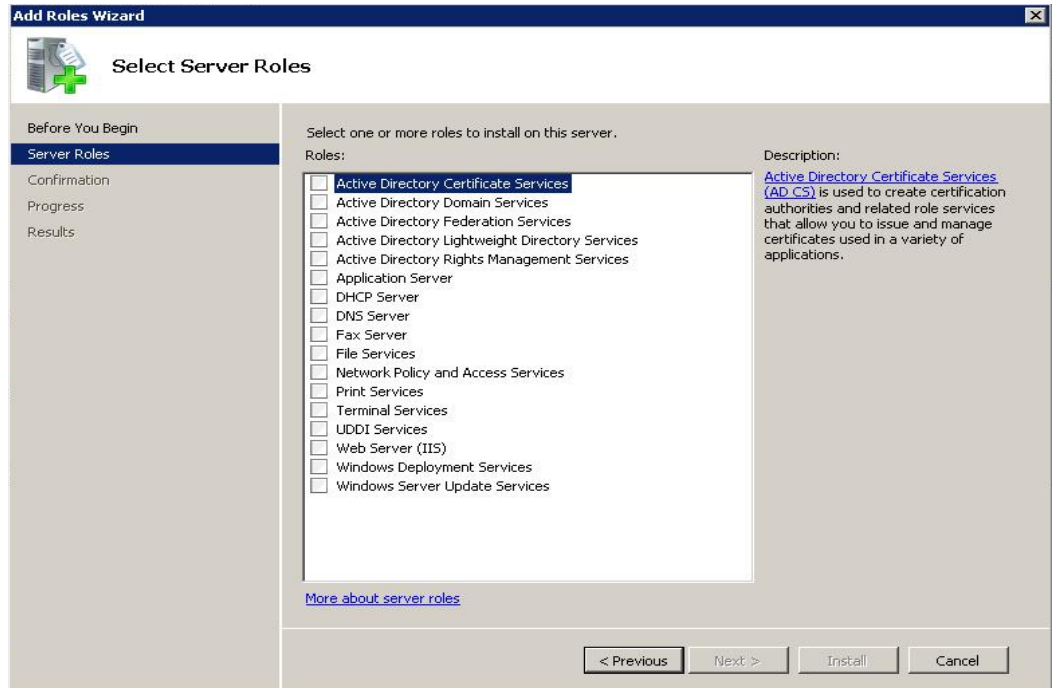 Add Roles Wizard
Select Server Roles
Before You Begin
Server Roles
Confirmation
Progress
Results
Select one or more roles to install on this server.
Roles:
Active Directory Certificate Services
Active Directory Domain Services
Active Directory Federation Services
Active Directory Lightweight Directory Services
Active Directory Rights Management Services
Application Server
DHCP Server
DNS Server
Fax Server
File Services
Network Policy and Access Services
Print Services
Terminal Services
UDDI Services
Web Server (IIS)
Windows Deployment Services
Windows Server Update Services
More about server roles
Description:
Active Directory Certificate Services
(AD CS) is used to create certification
authorities and related role services
that allow you to issue and manage
certificates used in a variety of
applications.
< Previous
Next >
Install
Cancel